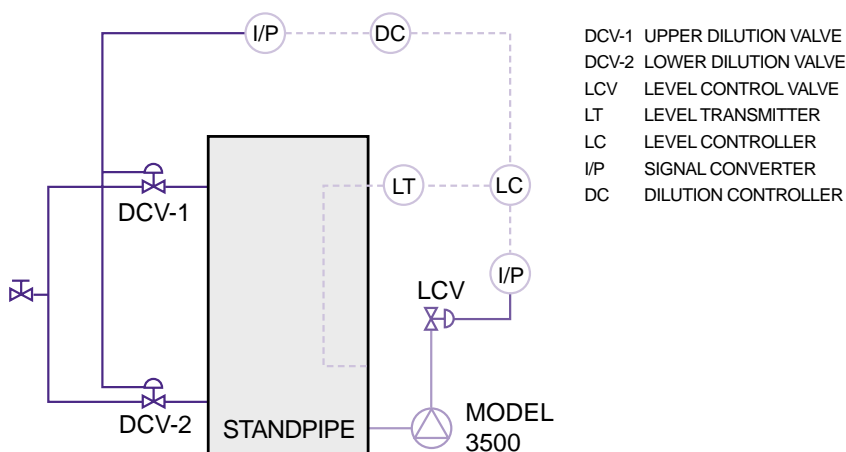 I/P
DC
DCV-1 UPPER DILUTION VALVE
DCV-2 LOWER DILUTION VALVE
LCV LEVEL CONTROL VALVE
LT LEVEL TRANSMITTER
LC LEVEL CONTROLLER
I/P SIGNAL CONVERTER
DC DILUTION CONTROLLER
LT
LC
DCV-1
I/P
LCV
DCV-2
STANDPIPE
MODEL
3500